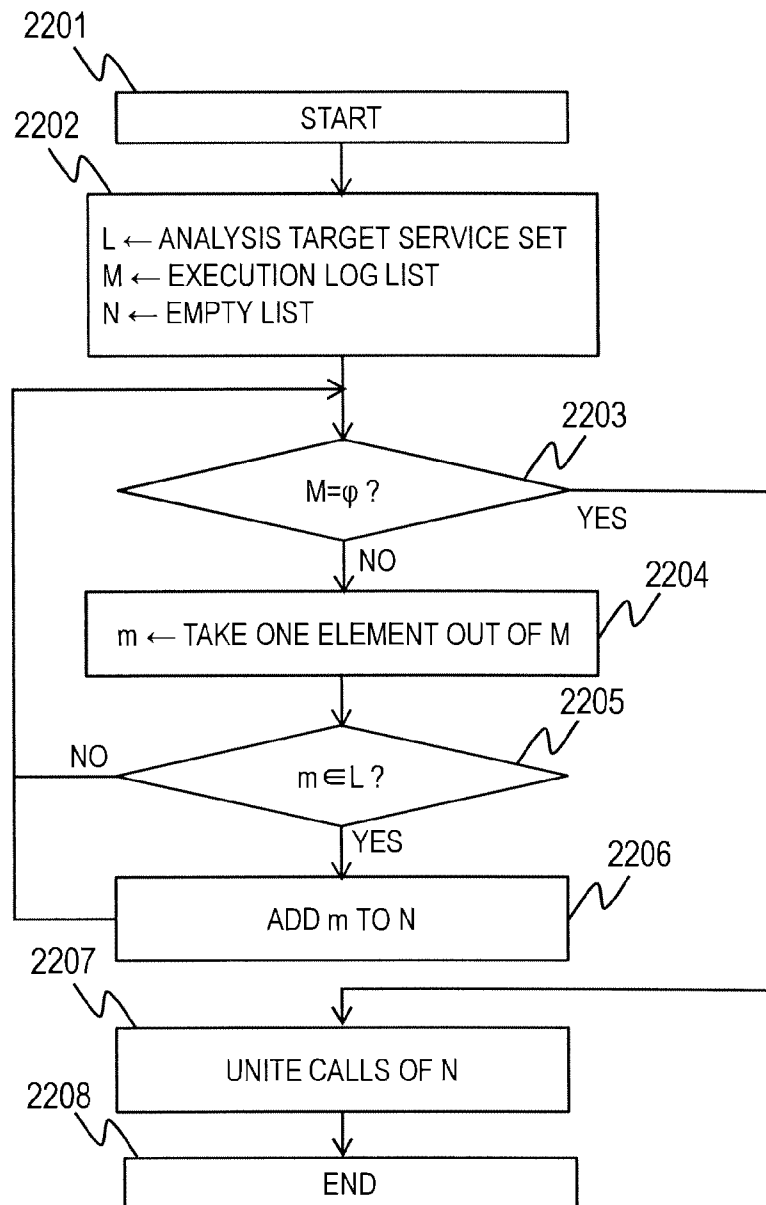 2201
START
2202
L ← ANALYSIS TARGET SERVICE SET
M ← EXECUTION LOG LIST
N ← EMPTY LIST
2203
M=φ ?
YES
NO
2204
m ← TAKE ONE ELEMENT OUT OF M
2205
NO
m∈L ?
YES
2206
ADD m TO N
2207
UNITE CALLS OF N
2208
END